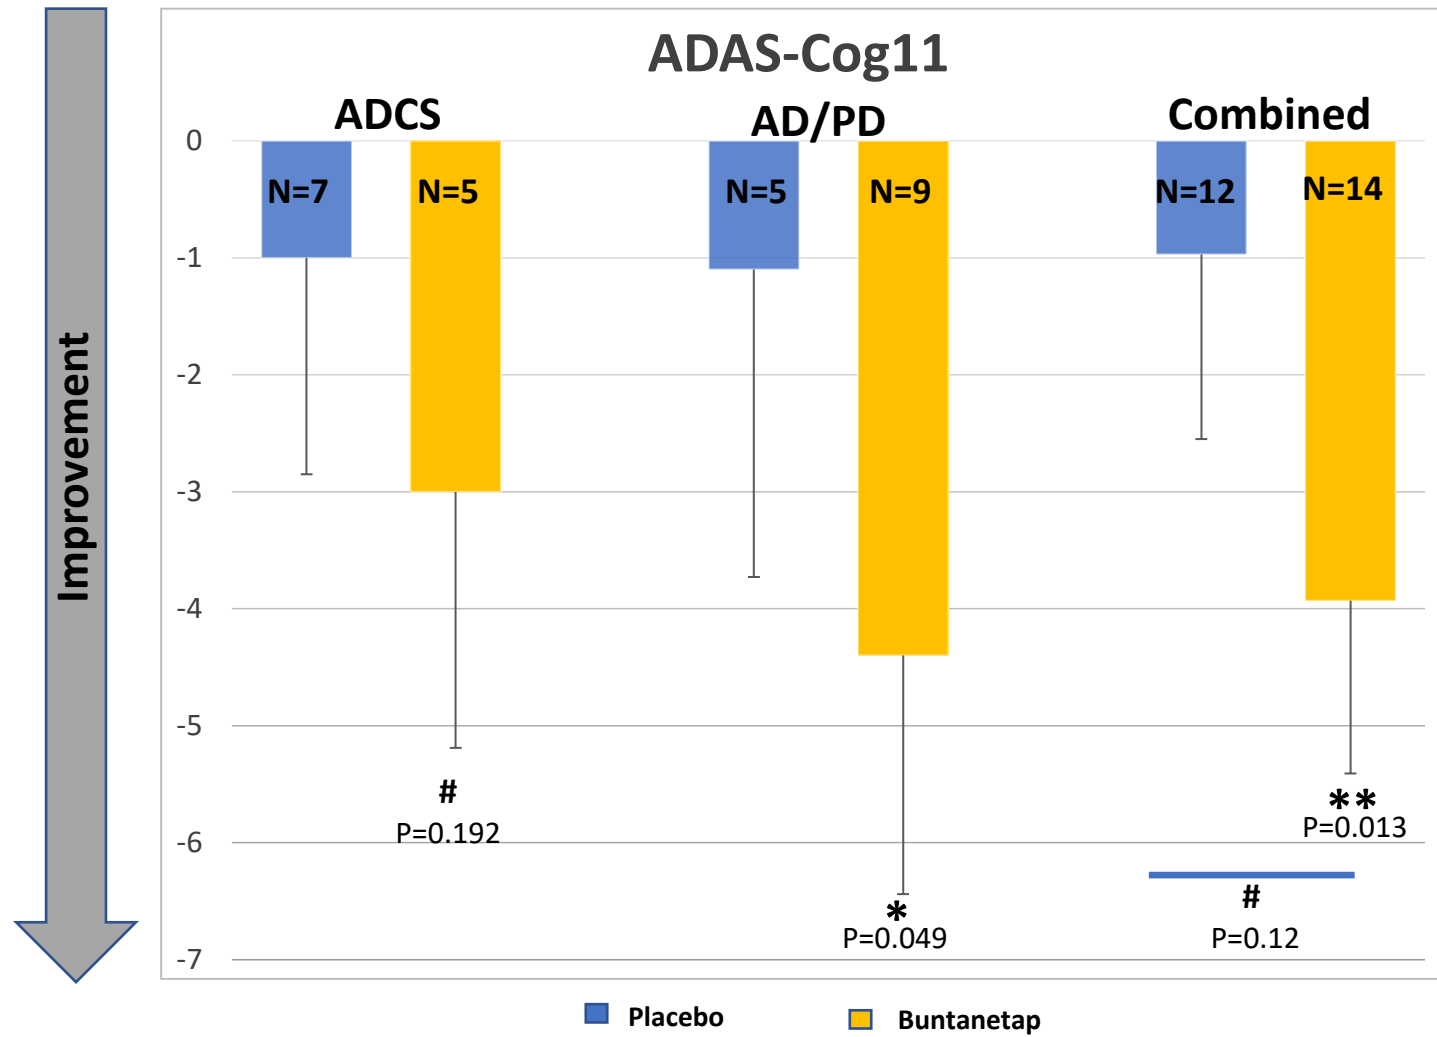 ADAS-Cog11
ADCS
AD/PD
Combined
Improvement
0
-1
-2
-3
-4
-5
-6
-7
N=7
N=5
N=5
N=9
N=12
N=14
#
P=0.192
*
P=0.049
**
P=0.013
#
P=0.12
Placebo
Buntanetap